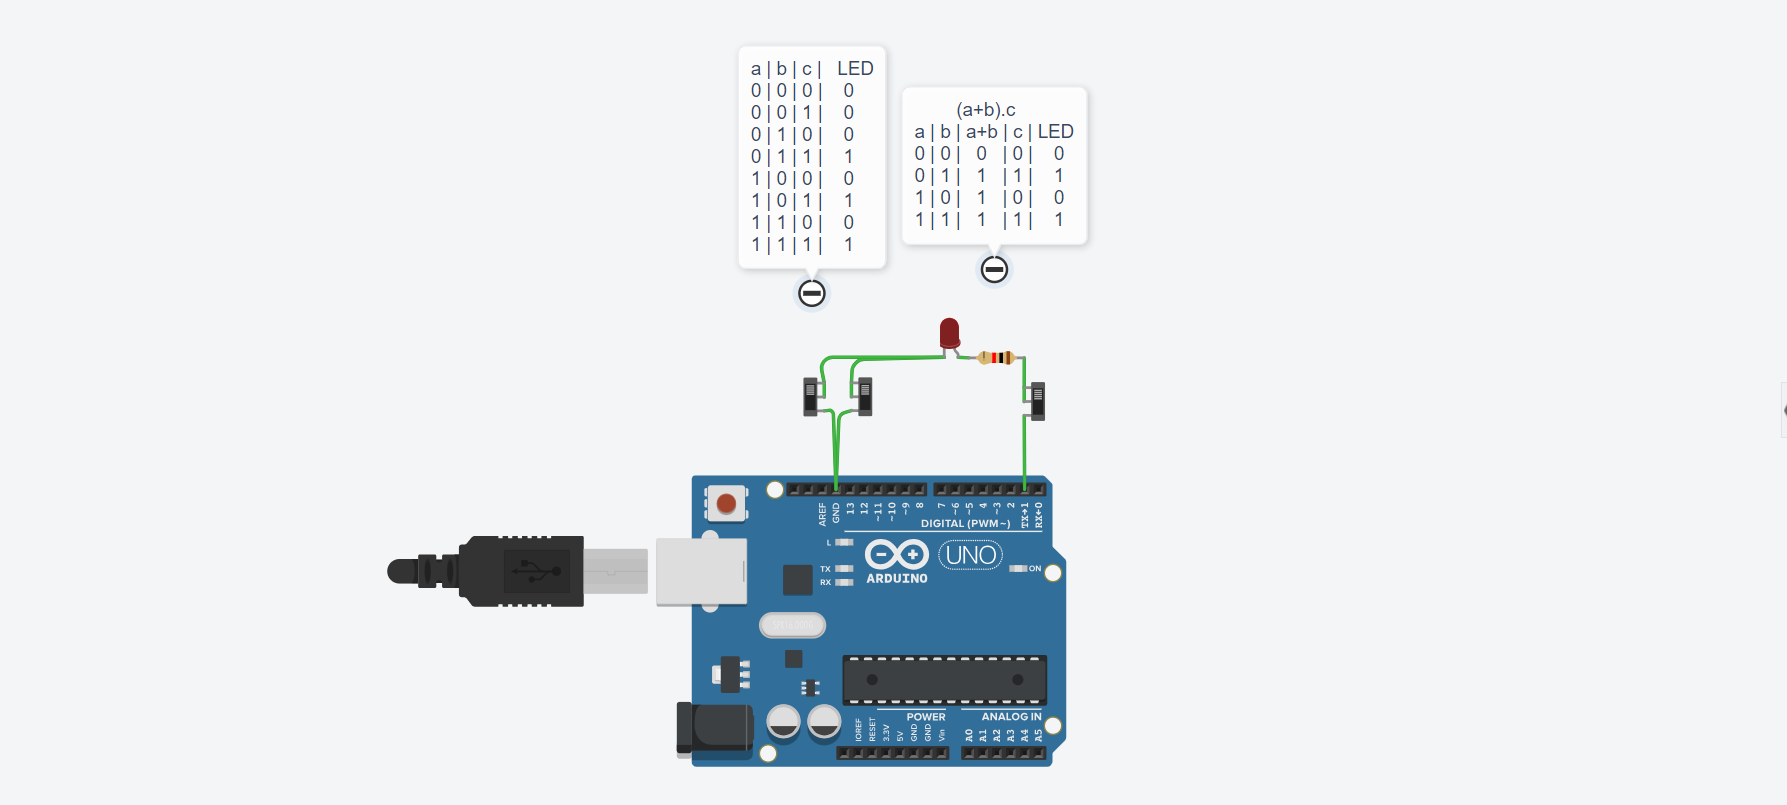 a | b | c | LED
0 | 0 | 0 | 0
0 | 0 | 1 | 0
0 | 1 | 0 | 0
0 | 1 | 1 | 1
1 | 0 | 0 | 0
1 | 0 | 1 | 1
1 | 1 | 0 | 0
1 | 1 | 1 | 1
(a+b).c
a | b | a+b | c | LED
0 | 0 | 0 | 0 | 0
0 | 1 | 1 | 1 | 1
1 | 0 | 1 | 0 | 0
1 | 1 | 1 | 1 | 1
AREF GND 13 12 ~11 ~10 ~9 8 7 ~6 ~5 4 ~3 2 TX→1 RX←0
DIGITAL (PWM ~)
L
TX
RX
ARDUINO
UNO
ON
POWER
ANALOG IN
IOREF RESET 3.3V 5V GND GND Vin A0 A1 A2 A3 A4 A5